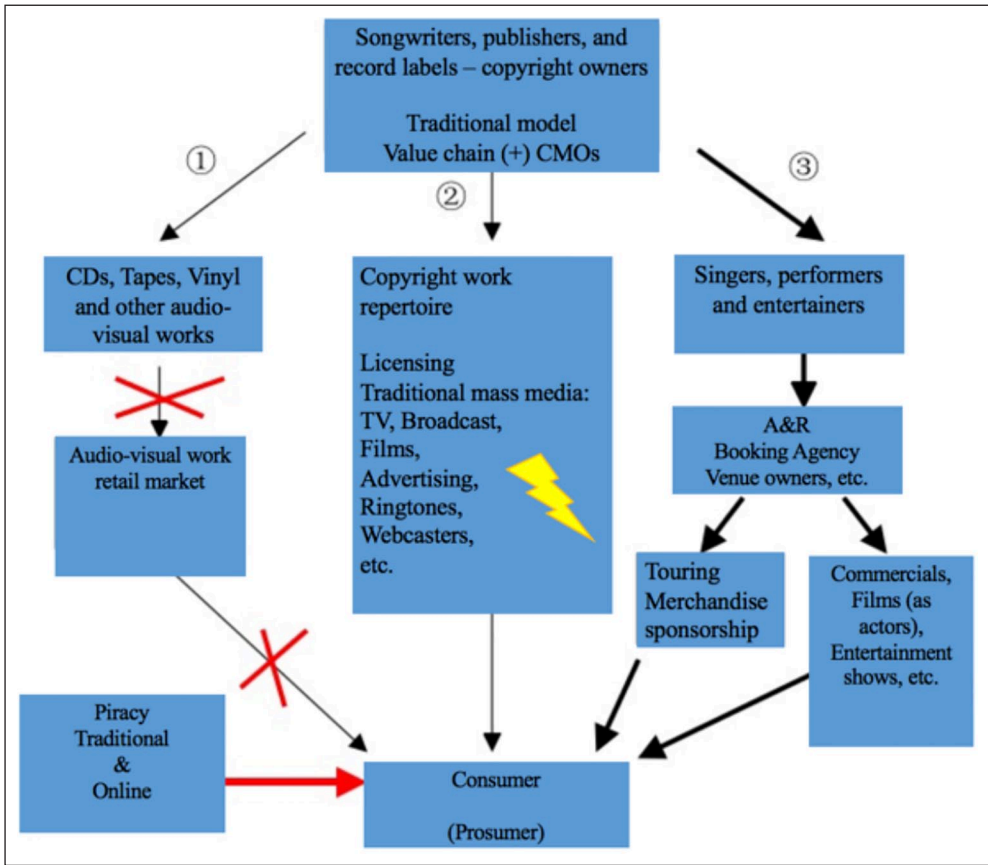 Songwriters, publishers, and
record labels – copyright owners
Traditional model
Value chain (+) CMOs
①
②
③
CDs, Tapes, Vinyl
and other audio-
visual works
Copyright work
repertoire
Licensing
Traditional mass media:
TV, Broadcast,
Films,
Advertising,
Ringtones,
Webcasters,
etc.
Singers, performers
and entertainers
Audio-visual work
retail market
A&R
Booking Agency
Venue owners, etc.
Touring
Merchandise
sponsorship
Commercials,
Films (as
actors),
Entertainment
shows, etc.
Piracy
Traditional
&
Online
Consumer
(Prosumer)